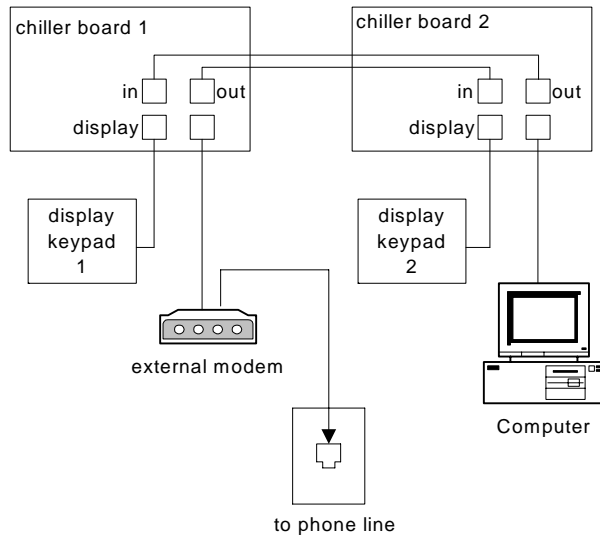 chiller board 1
chiller board 2
in
out
in
out
display
display
display
keypad
1
display
keypad
2
external modem
Computer
to phone line